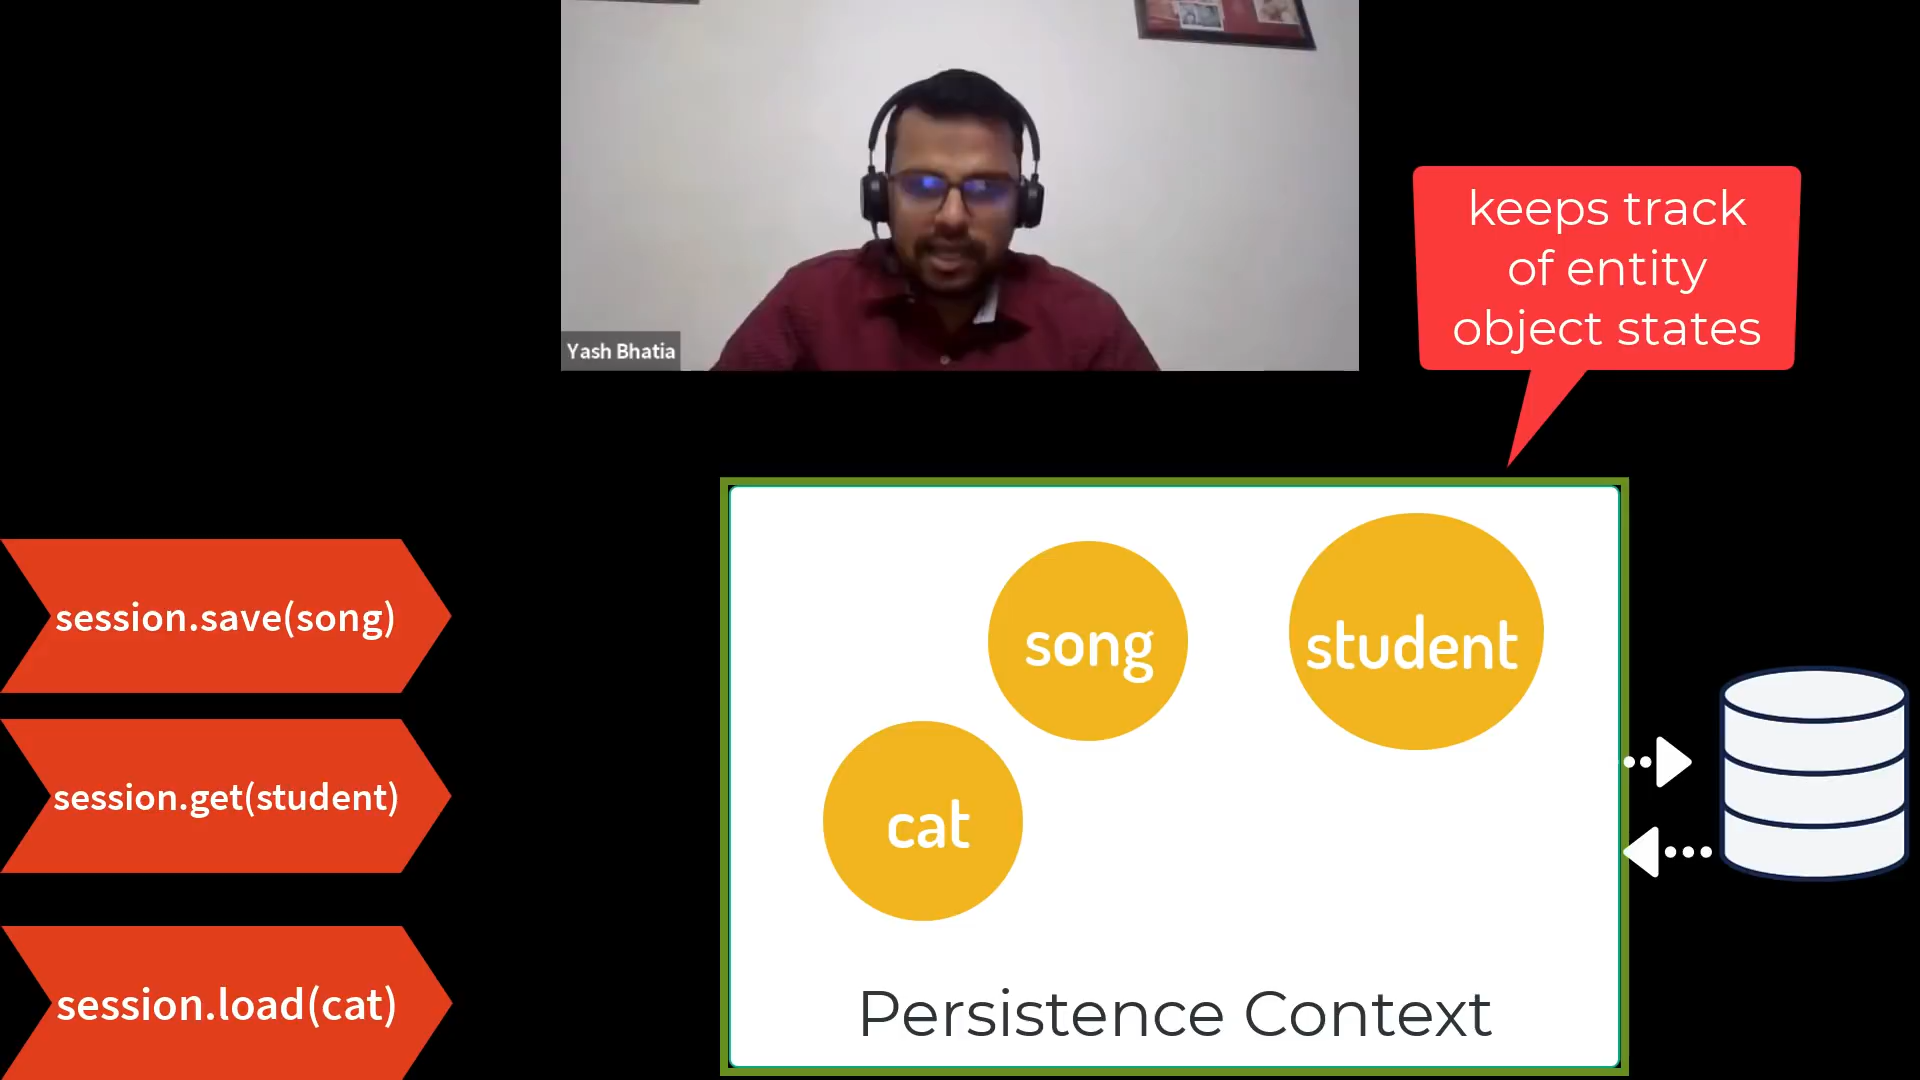 Yash Bhatia
keeps track
of entity
object states
session.save(song)
session.get(student)
session.load(cat)
song
student
cat
Persistence Context